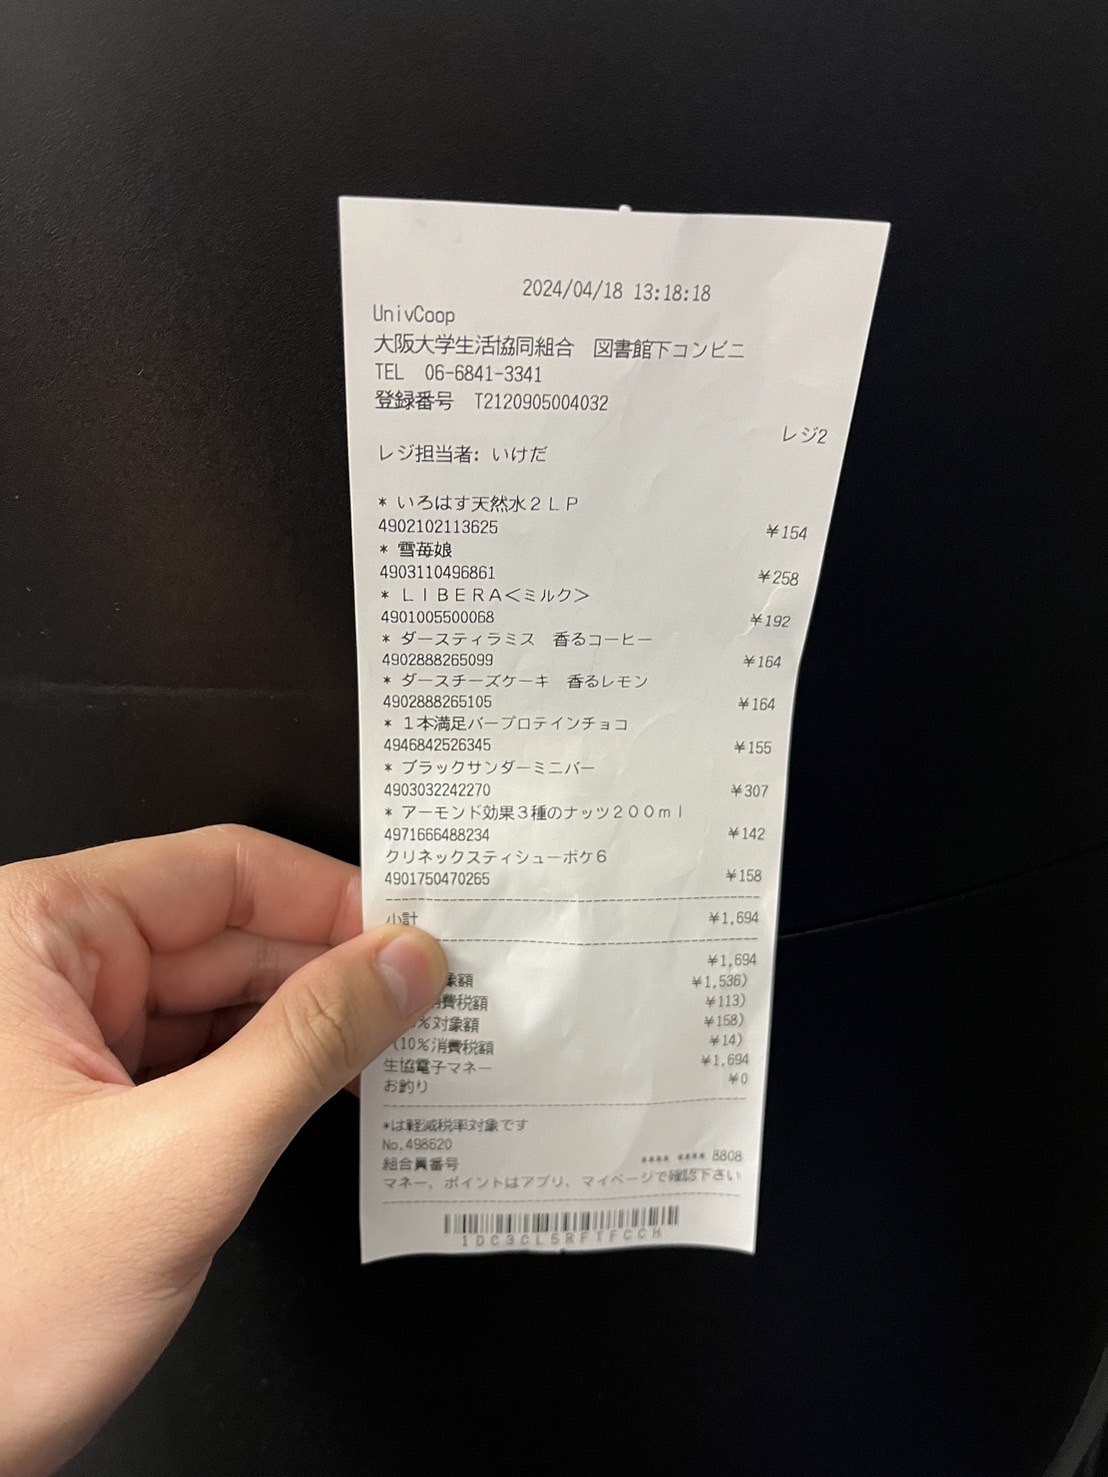 2024/04/18 13:18:18
UnivCoop
大阪大学生活協同組合　図書館下コンビニ
TEL　06-6841-3341
登録番号　T2120905004032
レジ2
レジ担当者: いけだ
* いろはす天然水２ＬＰ
4902102113625 ¥154
* 雪苺娘
4903110496861 ¥258
* ＬＩＢＥＲＡ＜ミルク＞
4901005500068 ¥192
* ダースティラミス　香るコーヒー
4902888265099 ¥164
* ダースチーズケーキ　香るレモン
4902888265105 ¥164
* １本満足バープロテインチョコ
4946842526345 ¥155
* ブラックサンダーミニバー
4903032242270 ¥307
* アーモンド効果３種のナッツ２００ｍｌ
4971666488234 ¥142
クリネックスティシューポケ６
4901750470265 ¥158
小計 ¥1,694
¥1,694
象額 ¥1,536)
消費税額 ¥113)
%対象額 ¥158)
(10%消費税額 ¥14)
生協電子マネー ¥1,694
お釣り ¥0
*は軽減税率対象です
No.498620
組合員番号 **** **** 8808
マネー、ポイントはアプリ、マイページで確認下さい
1DC3CL5RFTFCCH